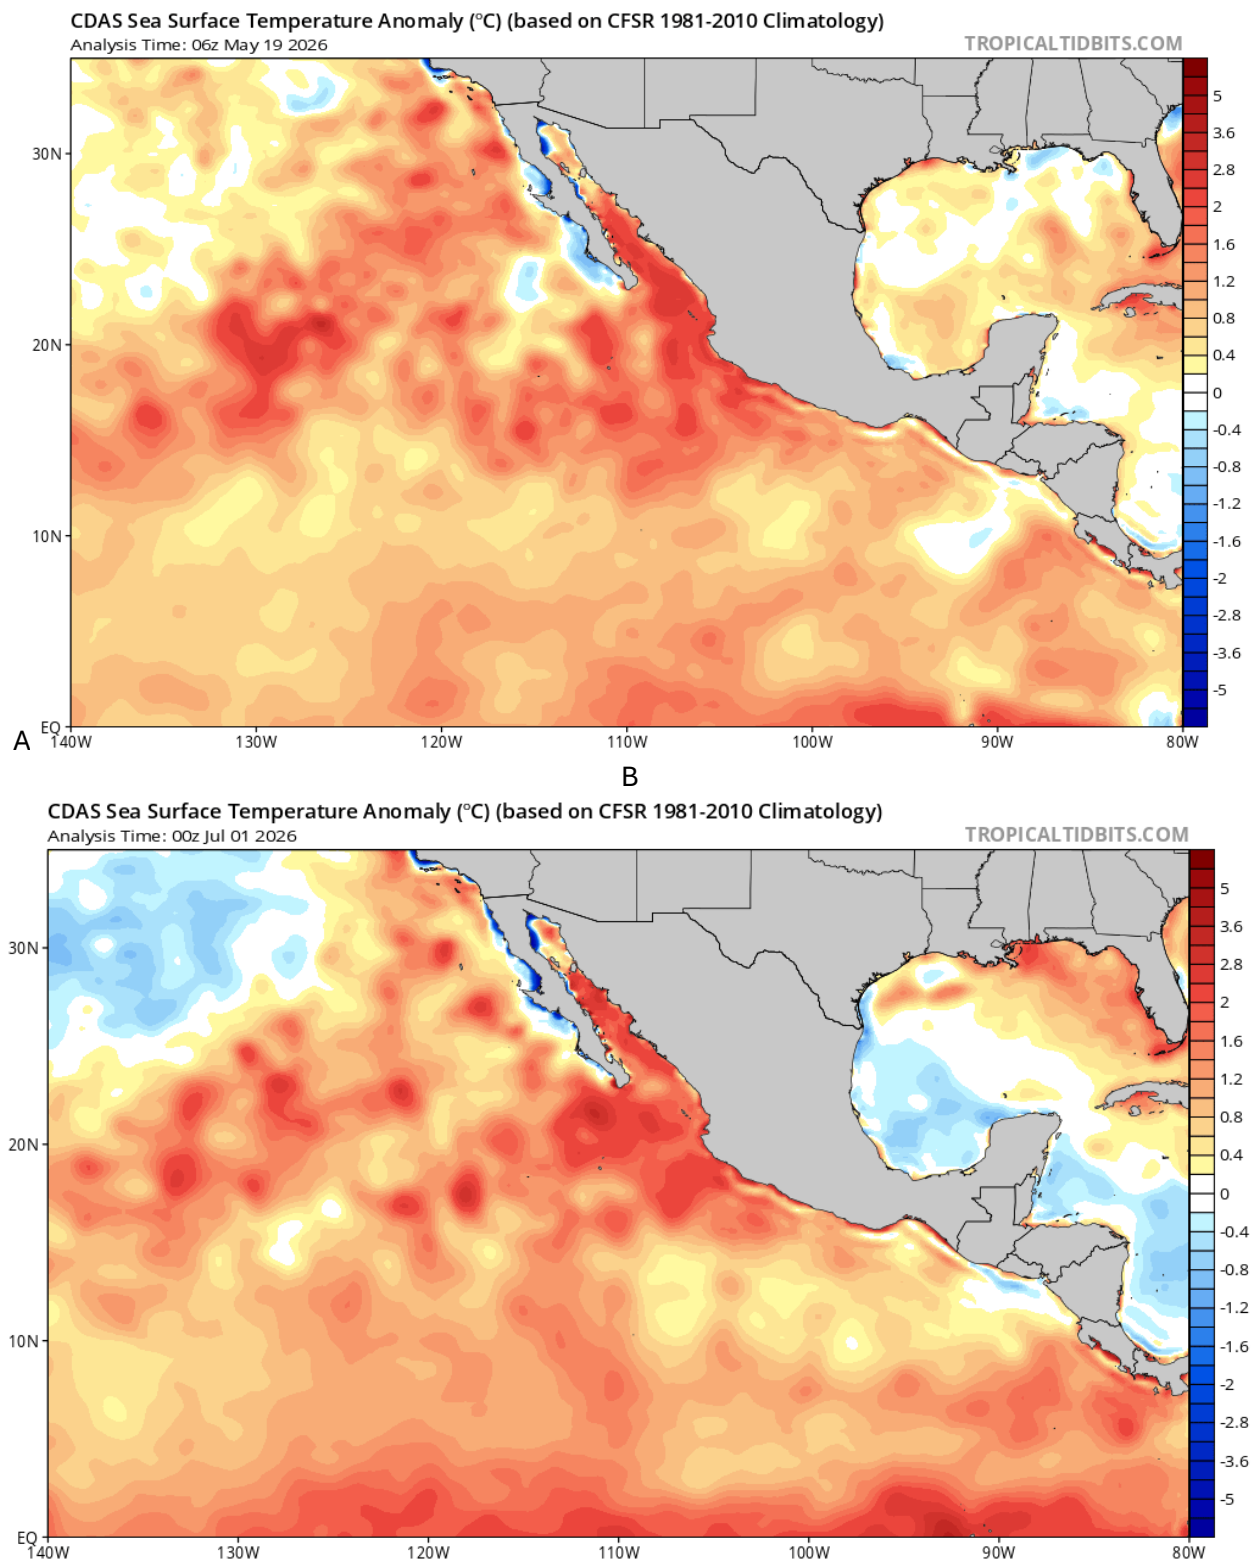 CDAS Sea Surface Temperature Anomaly (°C) (based on CFSR 1981-2010 Climatology)
Analysis Time: 06z May 19 2026
TROPICALTIDBITS.COM
5
3.6
2.8
2
1.6
1.2
0.8
0.4
0
-0.4
-0.8
-1.2
-1.6
-2
-2.8
-3.6
-5
30N
20N
10N
EQ
140W 130W 120W 110W 100W 90W 80W
A
B
CDAS Sea Surface Temperature Anomaly (°C) (based on CFSR 1981-2010 Climatology)
Analysis Time: 00z Jul 01 2026
TROPICALTIDBITS.COM
5
3.6
2.8
2
1.6
1.2
0.8
0.4
0
-0.4
-0.8
-1.2
-1.6
-2
-2.8
-3.6
-5
30N
20N
10N
EQ
140W 130W 120W 110W 100W 90W 80W